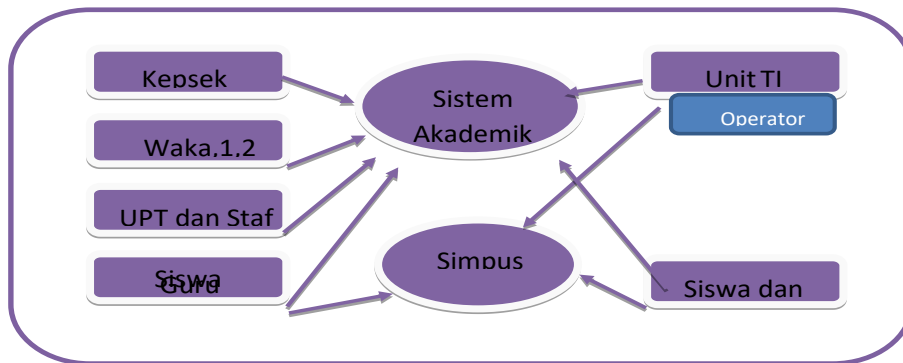 Kepsek
Waka,1,2
UPT dan Staf
Siswa
Guru
Sistem
Akademik
Simpus
Unit TI
Operator
Siswa dan